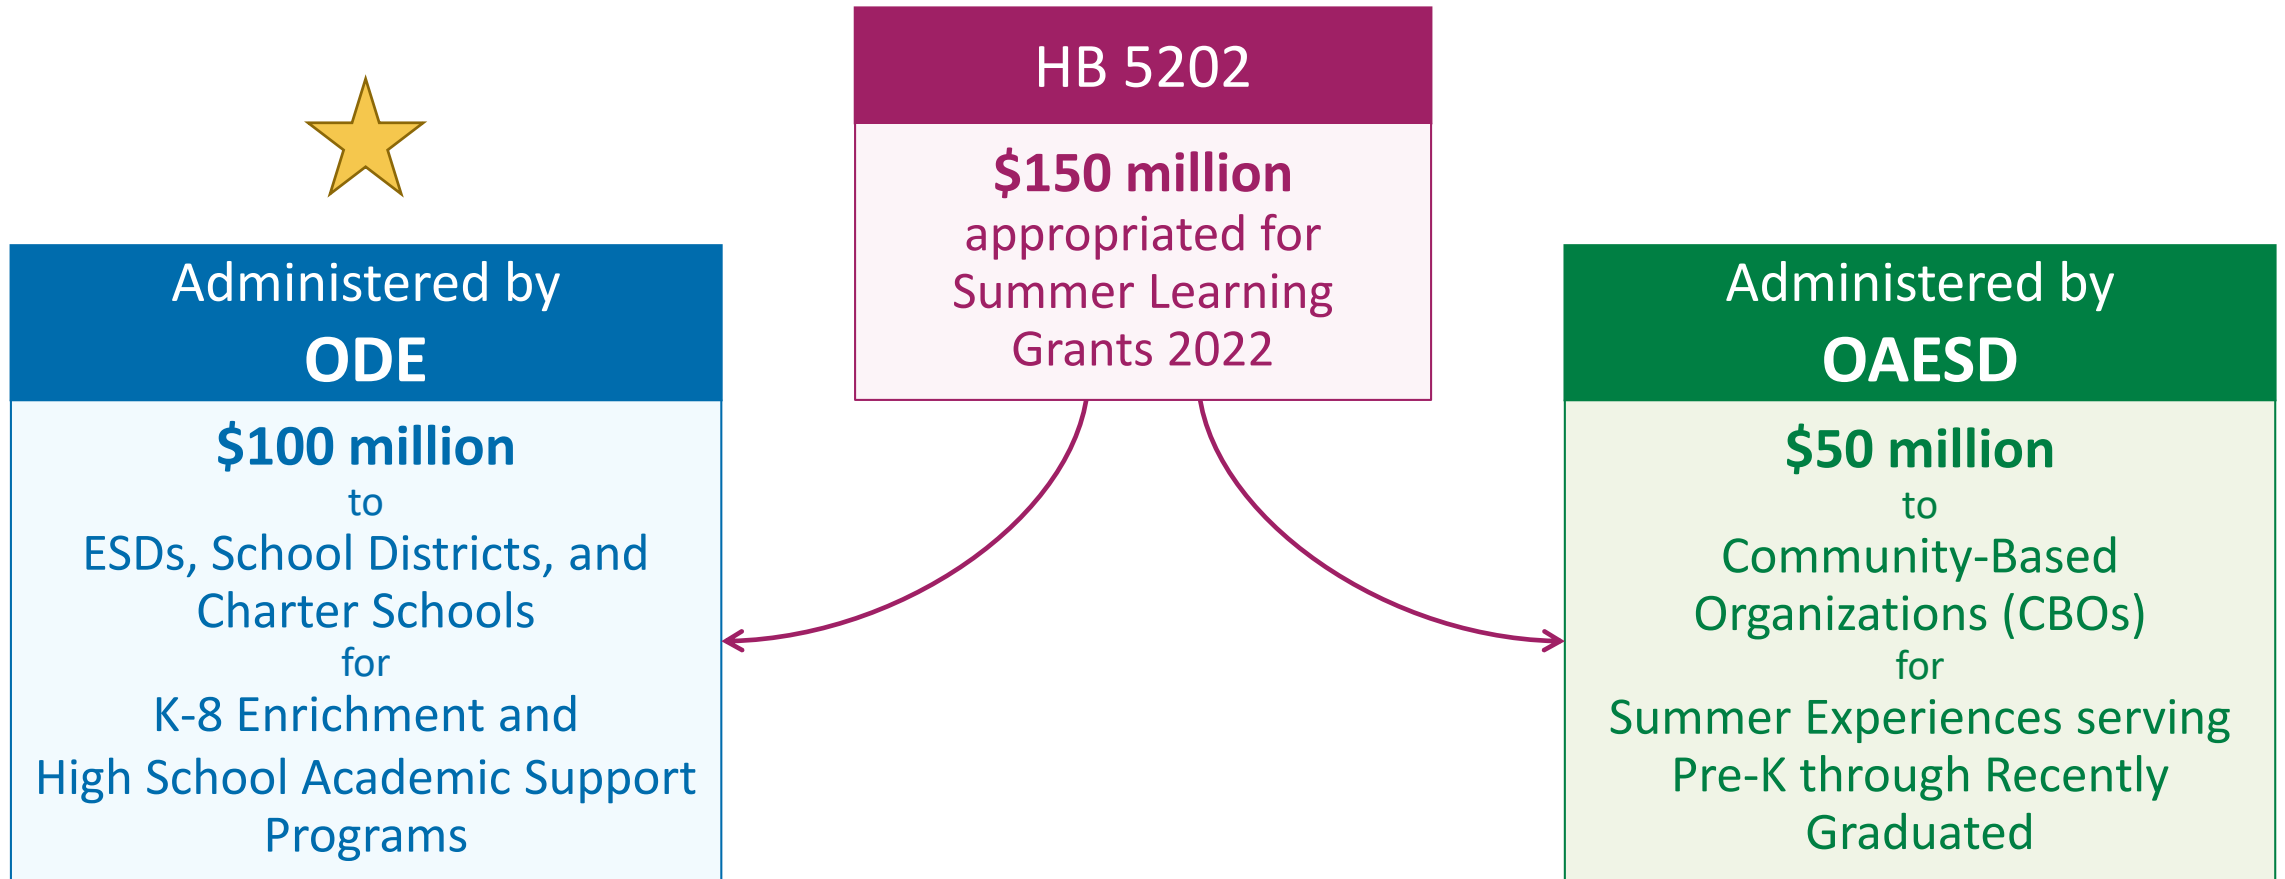 HB 5202
$150 million
appropriated for
Summer Learning
Grants 2022
Administered by
ODE
$100 million
to
ESDs, School Districts, and
Charter Schools
for
K-8 Enrichment and
High School Academic Support
Programs
Administered by
OAESD
$50 million
to
Community-Based
Organizations (CBOs)
for
Summer Experiences serving
Pre-K through Recently
Graduated